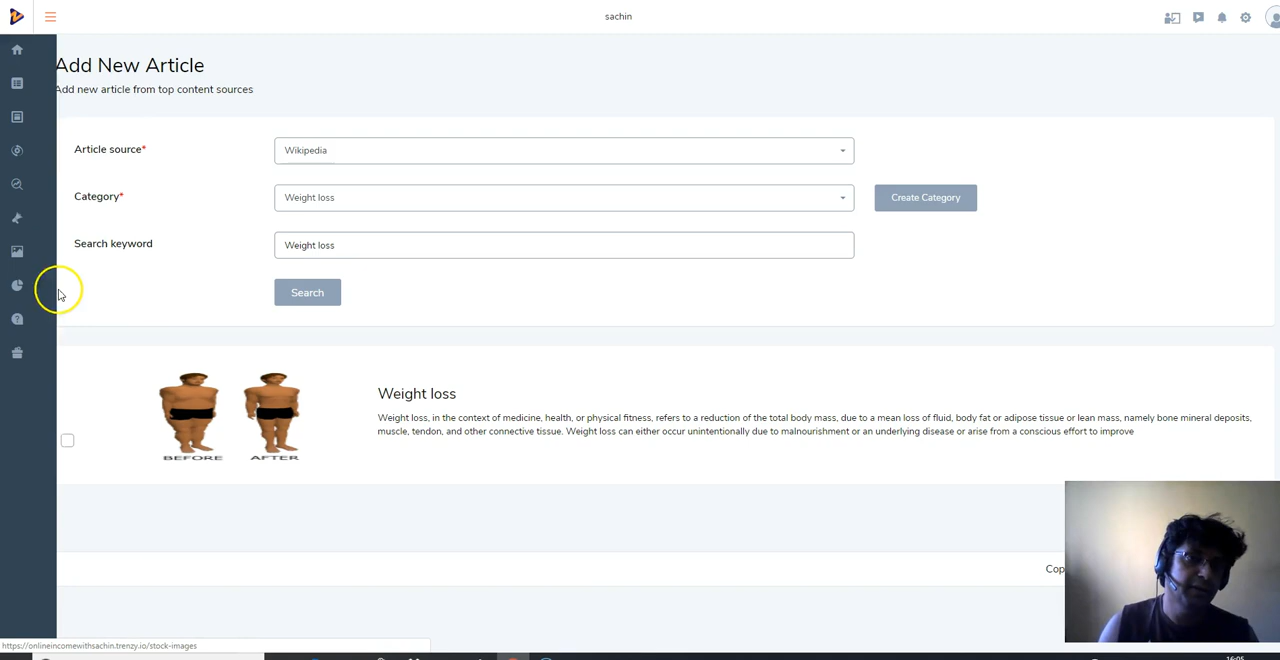 sachin
Add New Article
Add new article from top content sources
Article source*
Wikipedia
Category*
Weight loss
Create Category
Search keyword
Weight loss
Search
Weight loss
Weight loss, in the context of medicine, health, or physical fitness, refers to a reduction of the total body mass, due to a mean loss of fluid, body fat or adipose tissue or lean mass, namely bone mineral deposits,
muscle, tendon, and other connective tissue. Weight loss can either occur unintentionally due to malnourishment or an underlying disease or arise from a conscious effort to improve
BEFORE AFTER
Cop
https://onlineincomewithsachin.trenzy.io/stock-images
16:05